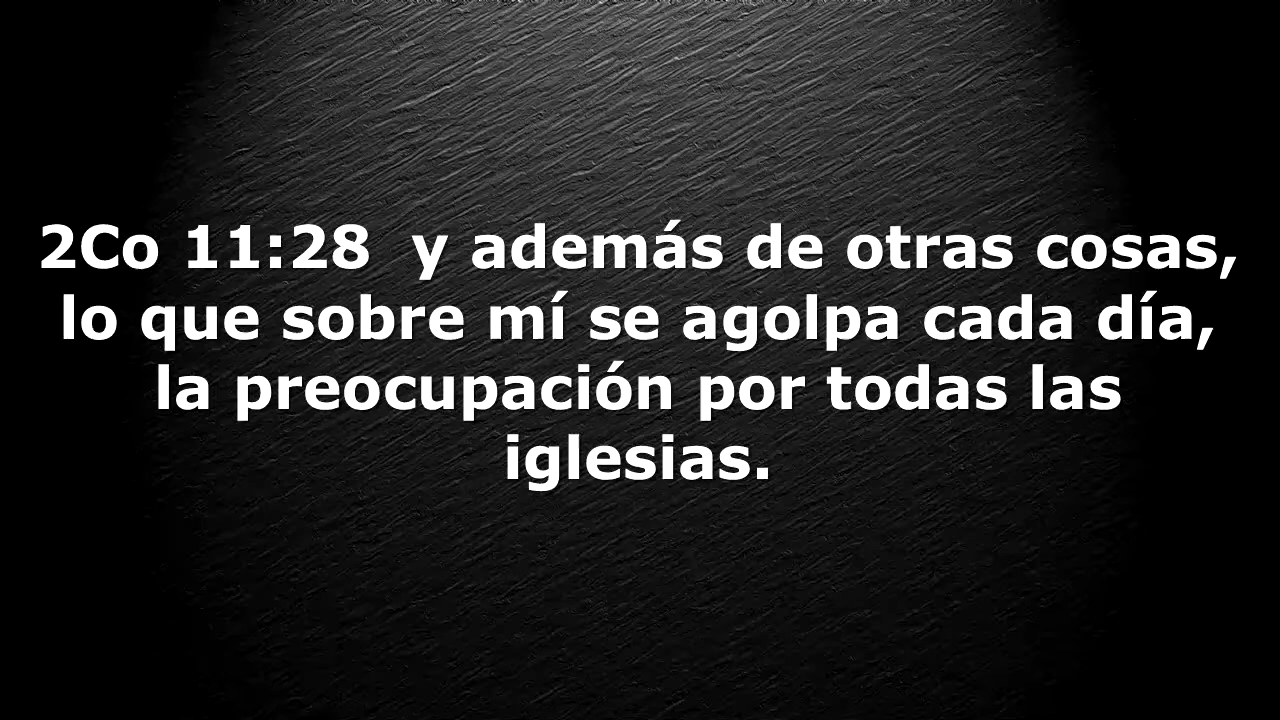 2Co 11:28  y además de otras cosas,
lo que sobre mí se agolpa cada día,
la preocupación por todas las
iglesias.